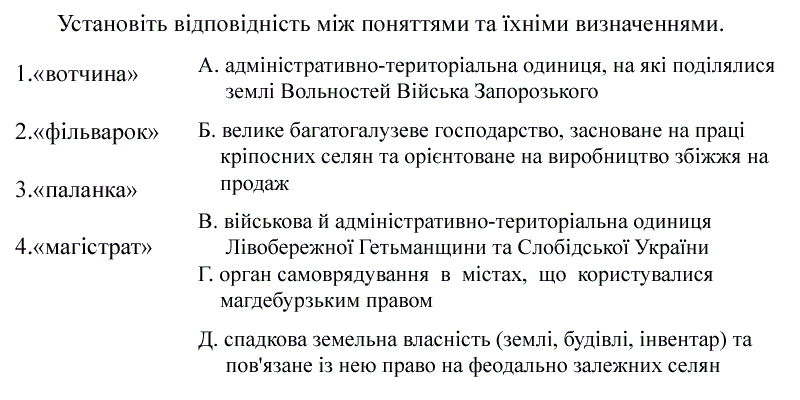 Установіть відповідність між поняттями та їхніми визначеннями.
1.«вотчина»
2.«фільварок»
3.«паланка»
4.«магістрат»
А. адміністративно-територіальна одиниця, на які поділялися
землі Вольностей Війська Запорозького
Б. велике багатогалузеве господарство, засноване на праці
кріпосних селян та орієнтоване на виробництво збіжжя на
продаж
В. військова й адміністративно-територіальна одиниця
Лівобережної Гетьманщини та Слобідської України
Г. орган самоврядування в містах, що користувалися
магдебурзьким правом
Д. спадкова земельна власність (землі, будівлі, інвентар) та
пов'язане із нею право на феодально залежних селян